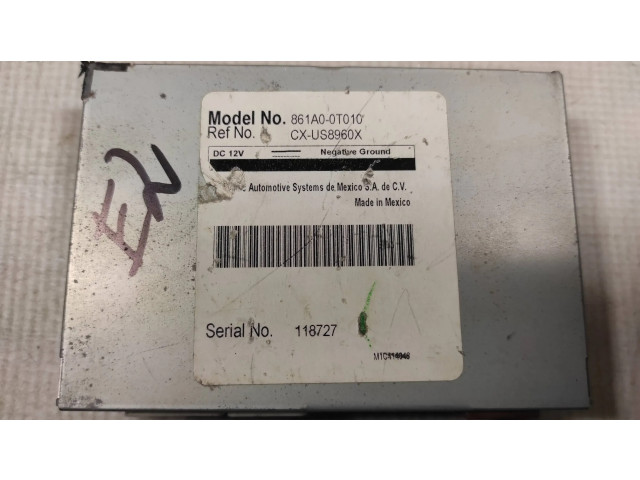 Model No. 861A0-0T010
Ref No. CX-US8960X
DC 12V Negative Ground
Automotive Systems de Mexico S.A. de C.V.
Made in Mexico
Serial No. 118727